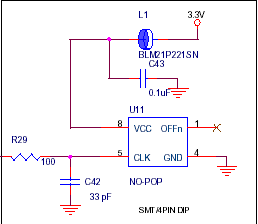 L1
3.3V
BLM21P221SN
C43
0.1uF
U11
8 VCC OFFn 1
R29
100
5 CLK GND 4
C42
33 pF
NO-POP
SMT/4PIN DIP